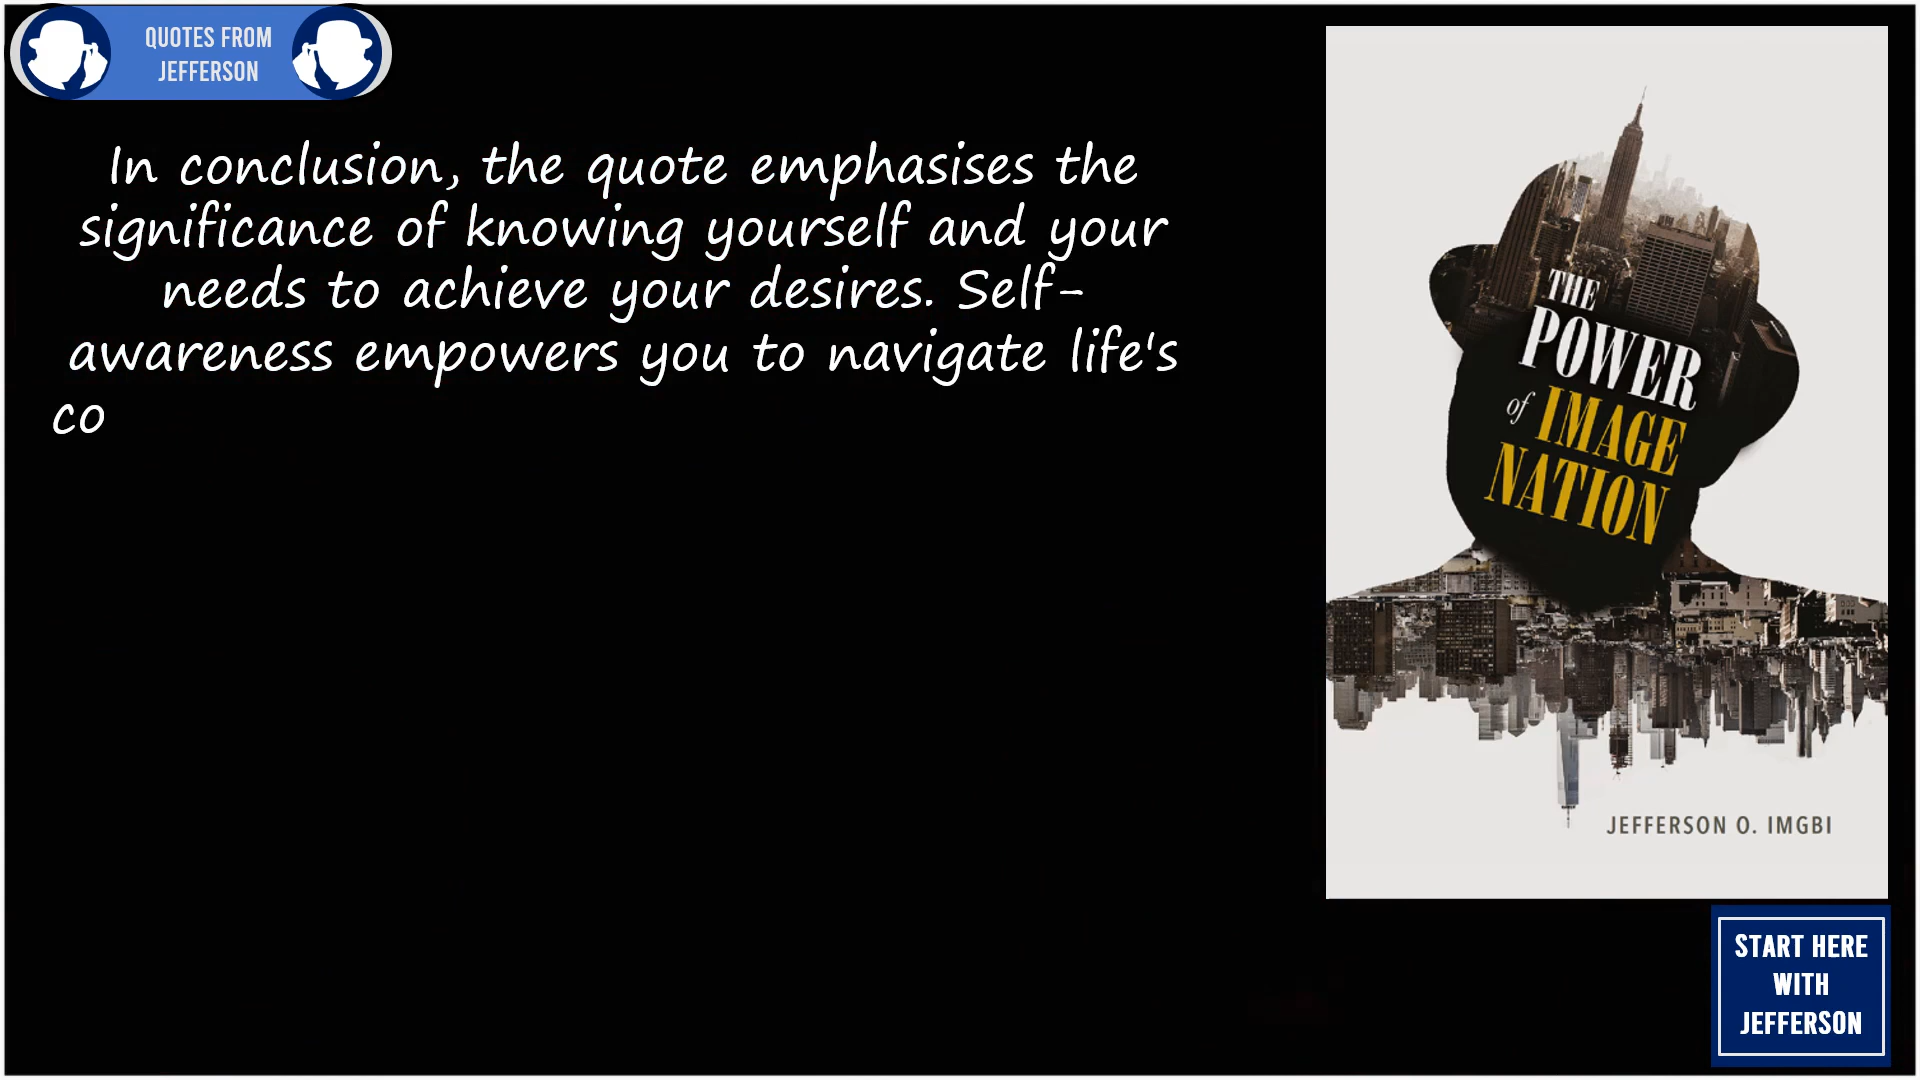 QUOTES FROM
JEFFERSON
In conclusion, the quote emphasises the
significance of knowing yourself and your
needs to achieve your desires. Self-
awareness empowers you to navigate life's
co
THE
POWER
of IMAGE
NATION
JEFFERSON O. IMGBI
START HERE
WITH
JEFFERSON